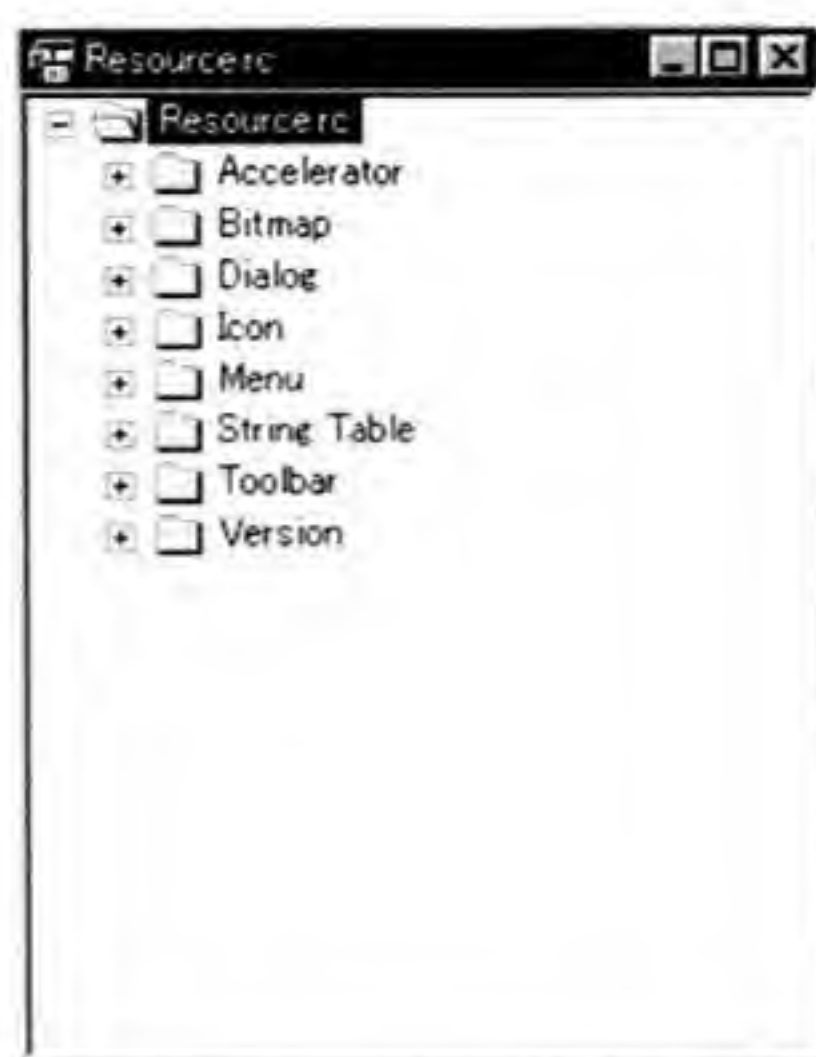 Resource.rc
Resource.rc
Accelerator
Bitmap
Dialog
Icon
Menu
String Table
Toolbar
Version